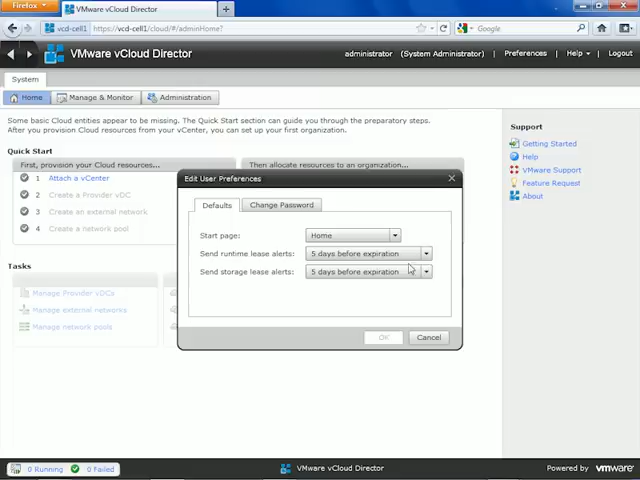 Firefox
VMware vCloud Director
+
vcd-cell1 https://vcd-cell1/cloud/#/adminHome?
Google
VMware vCloud Director
administrator (System Administrator) Preferences Help Logout
System
Home Manage & Monitor Administration
Some basic Cloud entities appear to be missing. The Quick Start section can guide you through the preparatory steps.
After you provision Cloud resources from your vCenter, you can set up your first organization.
Quick Start
First, provision your Cloud resources... Then allocate resources to an organization...
1 Attach a vCenter
2 Create a Provider vDC
3 Create an external network
4 Create a network pool
Tasks
Manage Provider vDCs
Manage external networks
Manage network pools
Edit User Preferences
Defaults Change Password
Start page: Home
Send runtime lease alerts: 5 days before expiration
Send storage lease alerts: 5 days before expiration
OK Cancel
Support
Getting Started
Help
VMware Support
Feature Request
About
0 Running 0 Failed VMware vCloud Director Powered by vmware